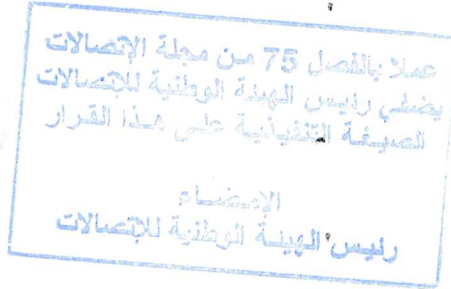 عملا بالفصل 75 من مجلة الإتصالات
يضفي رئيس الهيئة الوطنية للإتصالات
الصيغة التنفيذية على هذا القرار
الإمضاء
رئيس الهيئة الوطنية للإتصالات